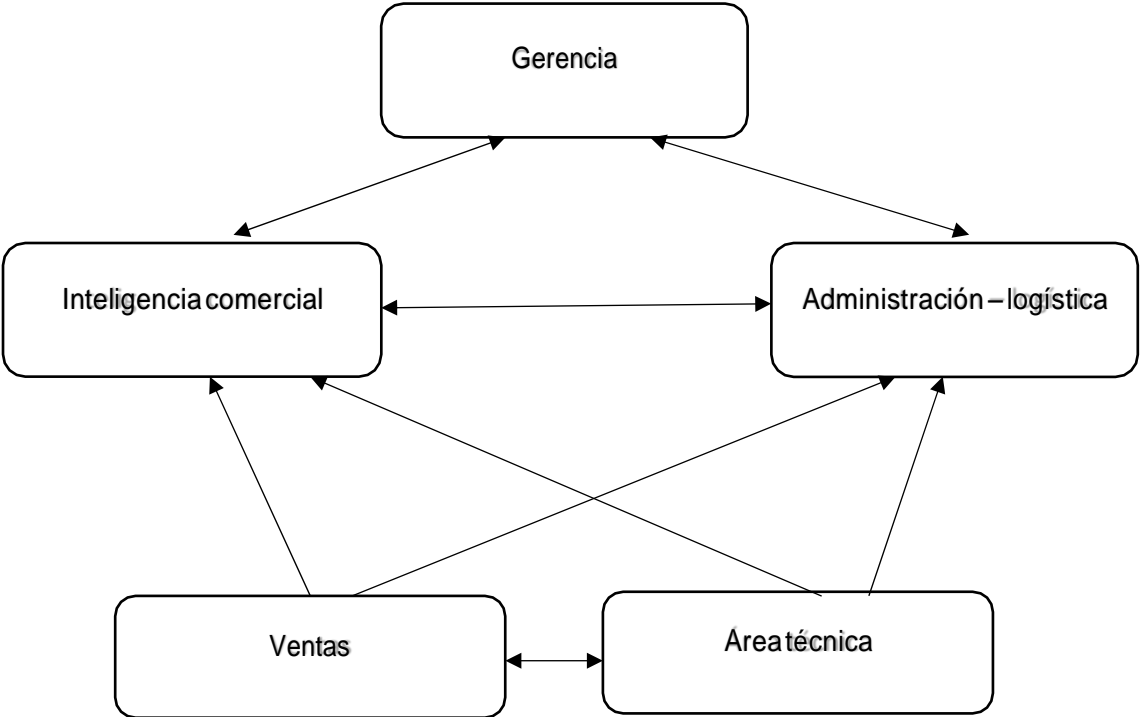 Gerencia
Inteligencia comercial
Administración – logística
Ventas
Área técnica